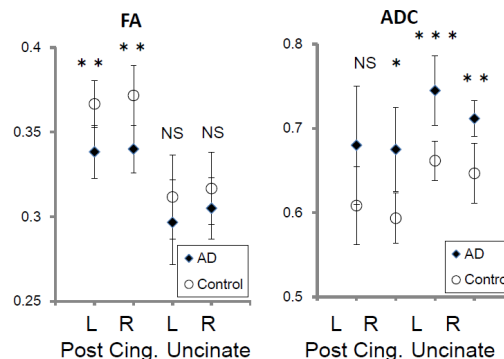 FA
0.4
0.35
0.3
0.25
** **
NS NS
AD
Control
L R L R
Post Cing. Uncinate
ADC
0.8
0.7
0.6
0.5
NS * *** **
AD
Control
L R L R
Post Cing. Uncinate